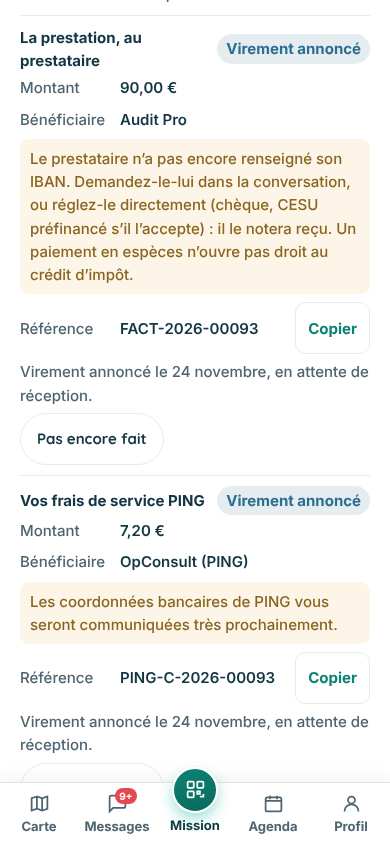 La prestation, au
prestataire
Virement annoncé
Montant 90,00 €
Bénéficiaire Audit Pro
Le prestataire n’a pas encore renseigné son
IBAN. Demandez-le-lui dans la conversation,
ou réglez-le directement (chèque, CESU
préfinancé s’il l’accepte) : il le notera reçu. Un
paiement en espèces n’ouvre pas droit au
crédit d’impôt.
Référence FACT-2026-00093 Copier
Virement annoncé le 24 novembre, en attente de
réception.
Pas encore fait
Vos frais de service PING Virement annoncé
Montant 7,20 €
Bénéficiaire OpConsult (PING)
Les coordonnées bancaires de PING vous
seront communiquées très prochainement.
Référence PING-C-2026-00093 Copier
Virement annoncé le 24 novembre, en attente de
réception.
9+
Carte Messages Mission Agenda Profil